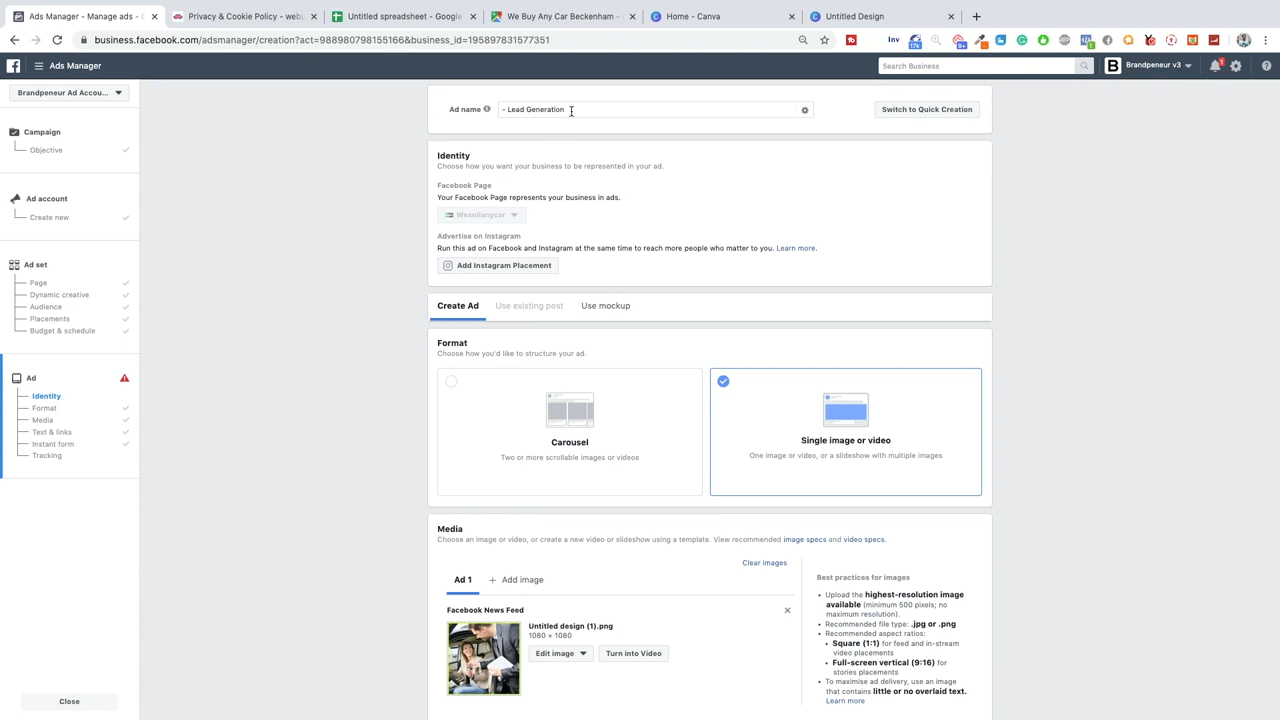 Ads Manager - Manage ads - C
Privacy & Cookie Policy - webu
Untitled spreadsheet - Google
We Buy Any Car Beckenham -
Home - Canva
Untitled Design
business.facebook.com/adsmanager/creation?act=988980798155166&business_id=195897831577351
Ads Manager
Search Business
Brandpeneur v3
Brandpeneur Ad Accou...
Campaign
Objective
Ad account
Create new
Ad set
Page
Dynamic creative
Audience
Placements
Budget & schedule
Ad
Identity
Format
Media
Text & links
Instant form
Tracking
Close
Ad name
- Lead Generation
Switch to Quick Creation
Identity
Choose how you want your business to be represented in your ad.
Facebook Page
Your Facebook Page represents your business in ads.
Wesellanycar
Advertise on Instagram
Run this ad on Facebook and Instagram at the same time to reach more people who matter to you. Learn more.
Add Instagram Placement
Create Ad
Use existing post
Use mockup
Format
Choose how you'd like to structure your ad.
Carousel
Two or more scrollable images or videos
Single image or video
One image or video, or a slideshow with multiple images
Media
Choose an image or video, or create a new video or slideshow using a template. View recommended image specs and video specs.
Clear images
Ad 1
+ Add image
Facebook News Feed
Untitled design (1).png
1080 × 1080
Edit image
Turn into Video
Best practices for images
• Upload the highest-resolution image
available (minimum 500 pixels; no
maximum resolution).
• Recommended file type: .jpg or .png
• Recommended aspect ratios:
• Square (1:1) for feed and in-stream
video placements
• Full-screen vertical (9:16) for
stories placements
• To maximise ad delivery, use an image
that contains little or no overlaid text.
Learn more